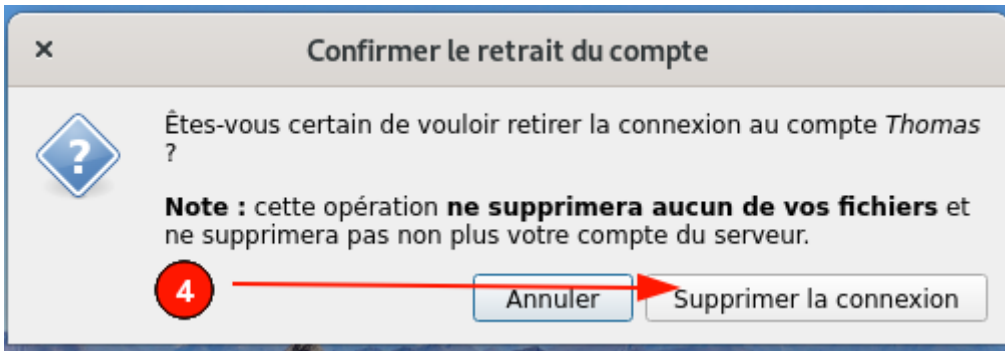 ×
Confirmer le retrait du compte
Êtes-vous certain de vouloir retirer la connexion au compte Thomas
?
Note : cette opération ne supprimera aucun de vos fichiers et
ne supprimera pas non plus votre compte du serveur.
4
Annuler
Supprimer la connexion